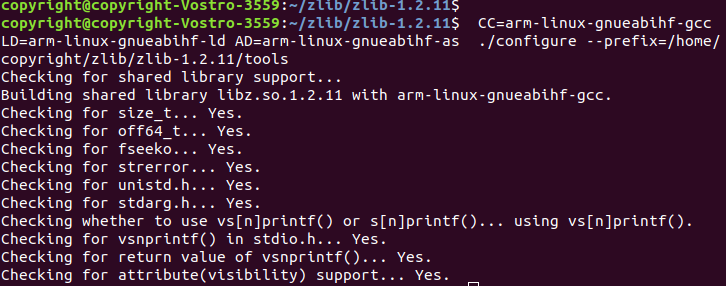 copyright@copyright-Vostro-3559:~/zlib/zlib-1.2.11$
copyright@copyright-Vostro-3559:~/zlib/zlib-1.2.11$  CC=arm-linux-gnueabihf-gcc
LD=arm-linux-gnueabihf-ld AD=arm-linux-gnueabihf-as  ./configure --prefix=/home/
copyright/zlib/zlib-1.2.11/tools
Checking for shared library support...
Building shared library libz.so.1.2.11 with arm-linux-gnueabihf-gcc.
Checking for size_t... Yes.
Checking for off64_t... Yes.
Checking for fseeko... Yes.
Checking for strerror... Yes.
Checking for unistd.h... Yes.
Checking for stdarg.h... Yes.
Checking whether to use vs[n]printf() or s[n]printf()... using vs[n]printf().
Checking for vsnprintf() in stdio.h... Yes.
Checking for return value of vsnprintf()... Yes.
Checking for attribute(visibility) support... Yes.